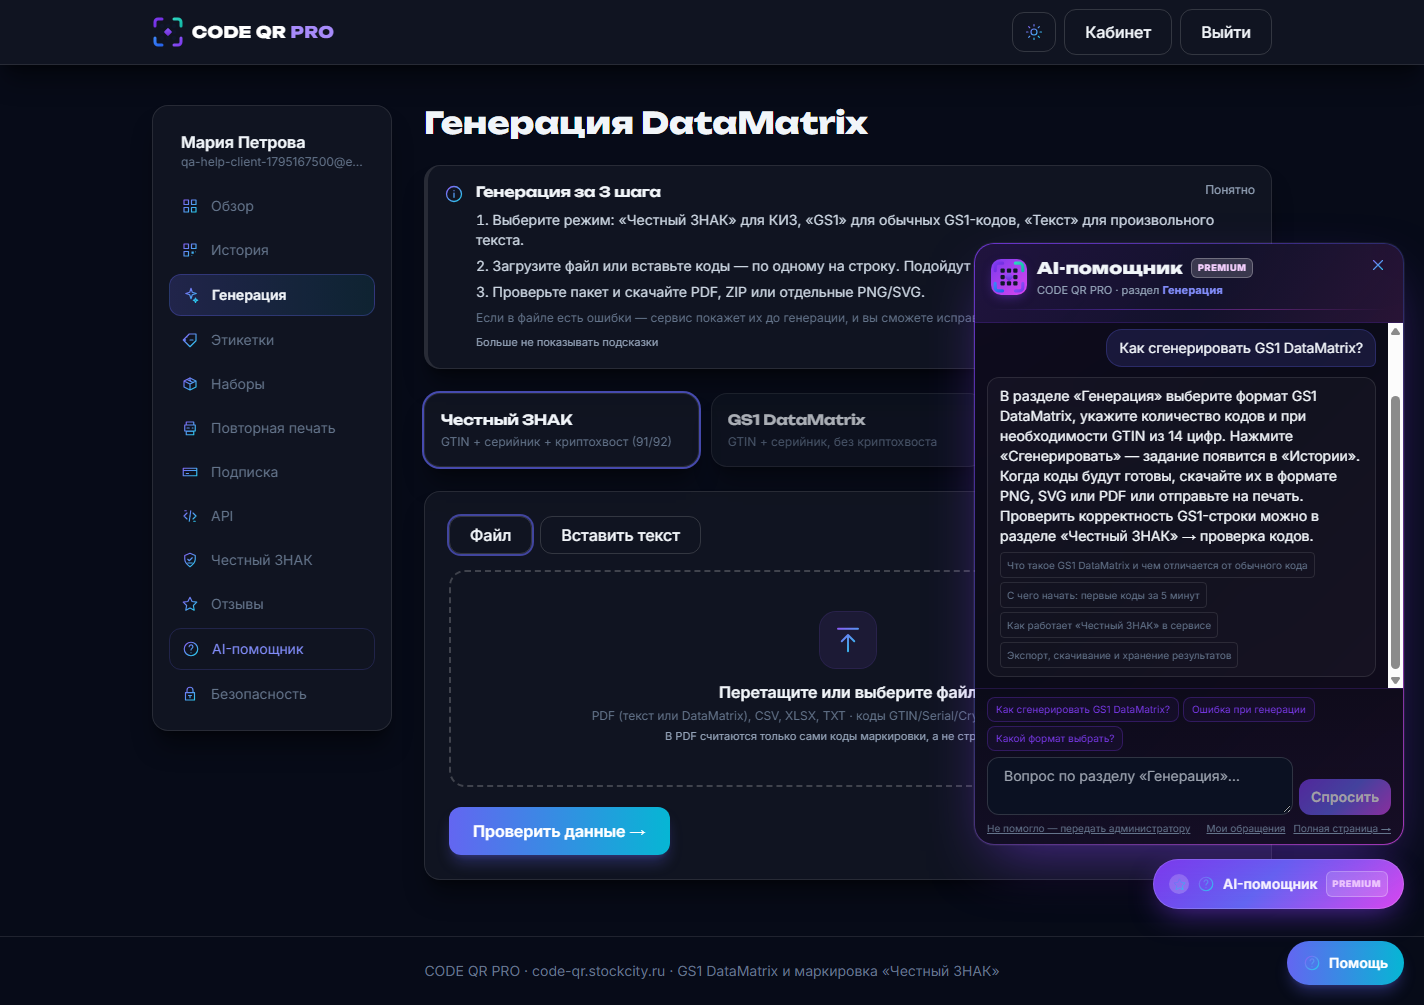 CODE QR PRO
Кабинет
Выйти
Мария Петрова
qa-help-client-1795167500@e...
Обзор
История
Генерация
Этикетки
Наборы
Повторная печать
Подписка
API
Честный ЗНАК
Отзывы
AI-помощник
Безопасность
Генерация DataMatrix
Генерация за 3 шага
Понятно
1. Выберите режим: «Честный ЗНАК» для КИЗ, «GS1» для обычных GS1-кодов, «Текст» для произвольного
текста.
2. Загрузите файл или вставьте коды — по одному на строку. Подойдут
3. Проверьте пакет и скачайте PDF, ZIP или отдельные PNG/SVG.
Если в файле есть ошибки — сервис покажет их до генерации, и вы сможете
Больше не показывать подсказки
Честный ЗНАК
GTIN + серийник + криптохвост (91/92)
GS1 DataMatrix
GTIN + серийник, без криптохвоста
Файл
Вставить текст
Перетащите или выберите файл
PDF (текст или DataMatrix), CSV, XLSX, TXT · коды GTIN/Serial/
В PDF считаются только сами коды маркировки, а не
Проверить данные →
AI-помощник PREMIUM
CODE QR PRO · раздел Генерация
Как сгенерировать GS1 DataMatrix?
В разделе «Генерация» выберите формат GS1
DataMatrix, укажите количество кодов и при
необходимости GTIN из 14 цифр. Нажмите
«Сгенерировать» — задание появится в «Истории».
Когда коды будут готовы, скачайте их в формате
PNG, SVG или PDF или отправьте на печать.
Проверить корректность GS1-строки можно в
разделе «Честный ЗНАК» → проверка кодов.
Что такое GS1 DataMatrix и чем отличается от обычного кода
С чего начать: первые коды за 5 минут
Как работает «Честный ЗНАК» в сервисе
Экспорт, скачивание и хранение результатов
Как сгенерировать GS1 DataMatrix?
Ошибка при генерации
Какой формат выбрать?
Вопрос по разделу «Генерация»...
Спросить
Не помогло — передать администратору
Мои обращения
Полная страница →
AI-помощник PREMIUM
CODE QR PRO · code-qr.stockcity.ru · GS1 DataMatrix и маркировка «Честный ЗНАК»
Помощь